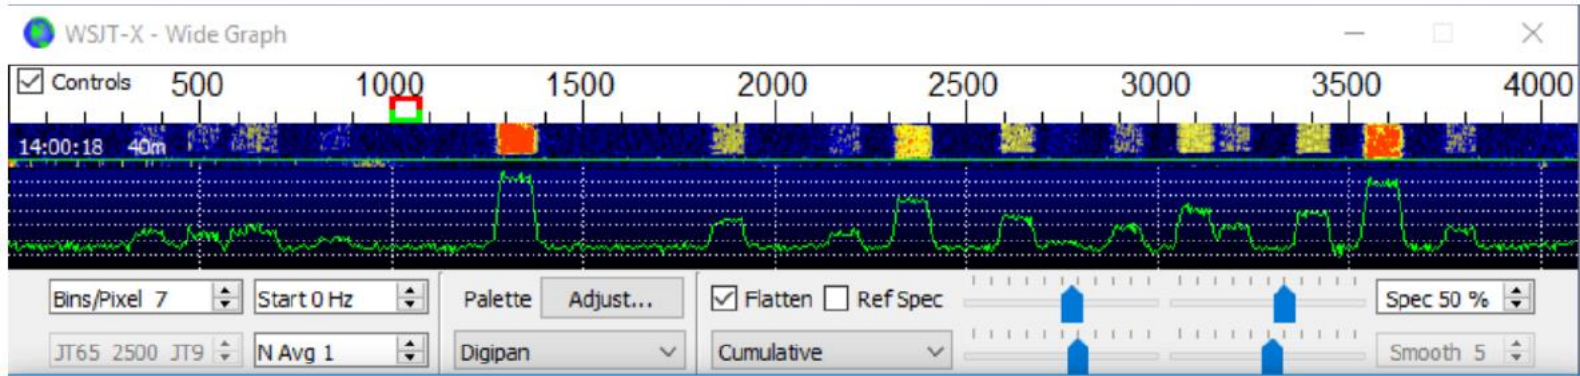 WSJT-X - Wide Graph
Controls 500 1000 1500 2000 2500 3000 3500 4000
14:00:18 40m
Bins/Pixel 7 Start 0 Hz Palette Adjust... Flatten Ref Spec Spec 50 %
JT65 2500 JT9 N Avg 1 Digipan Cumulative Smooth 5